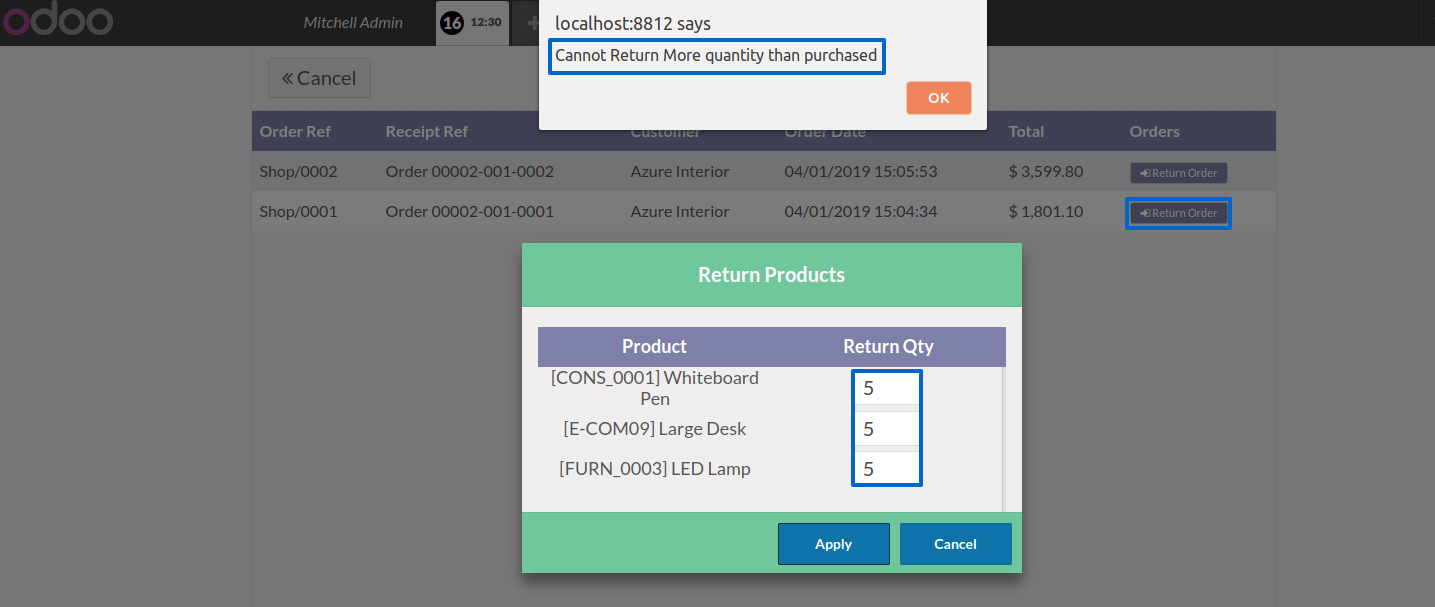 odoo
Mitchell Admin
16 12:30
+
localhost:8812 says
Cannot Return More quantity than purchased
OK
« Cancel
Order Ref Receipt Ref Customer Order Date Total Orders
Shop/0002 Order 00002-001-0002 Azure Interior 04/01/2019 15:05:53 $ 3,599.80 Return Order
Shop/0001 Order 00002-001-0001 Azure Interior 04/01/2019 15:04:34 $ 1,801.10 Return Order
Return Products
Product Return Qty
[CONS_0001] Whiteboard
Pen
5
[E-COM09] Large Desk 5
[FURN_0003] LED Lamp 5
Apply Cancel